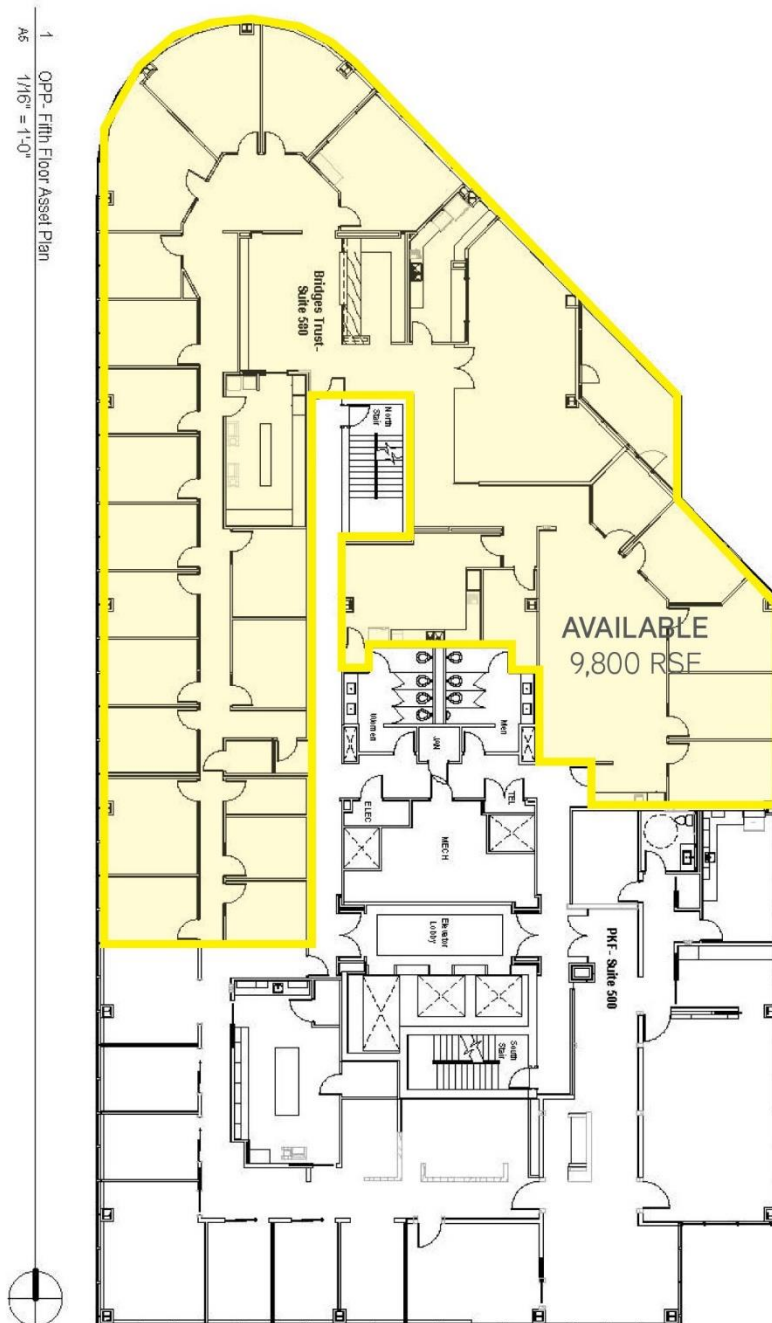 1
OPP- Fifth Floor Asset Plan
A5
1/16" = 1'-0"
Bridges Trust-
Suite 580
North
Stair
AVAILABLE
9,800 RSF
Women
Men
JAN
ELEC
TEL
MECH
Elevator
Lobby
PKF - Suite 500
South
Stair